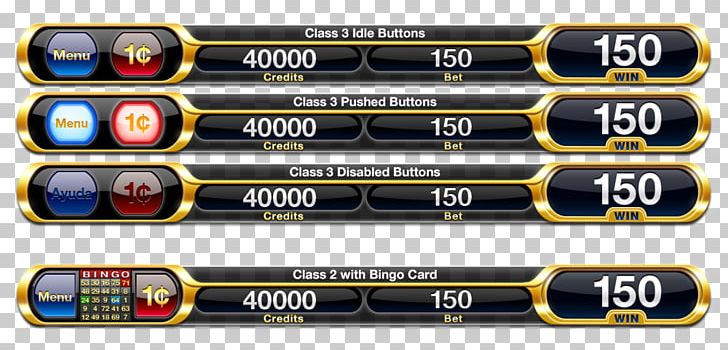 Class 3 Idle Buttons
Menu 1¢ 40000 150 150
Credits Bet WIN
Class 3 Pushed Buttons
Menu 1¢ 40000 150 150
Credits Bet WIN
Class 3 Disabled Buttons
Ayuda 1¢ 40000 150 150
Credits Bet WIN
Class 2 with Bingo Card
BINGO
Menu 1¢ 40000 150 150
Credits Bet WIN